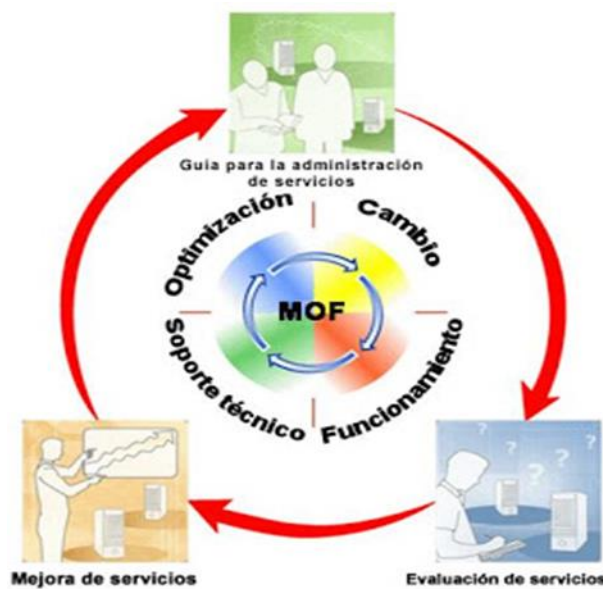 Guía para la administración
de servicios
Optimización
Cambio
MOF
Soporte técnico
Funcionamiento
? ? ? ?
Mejora de servicios
Evaluación de servicios